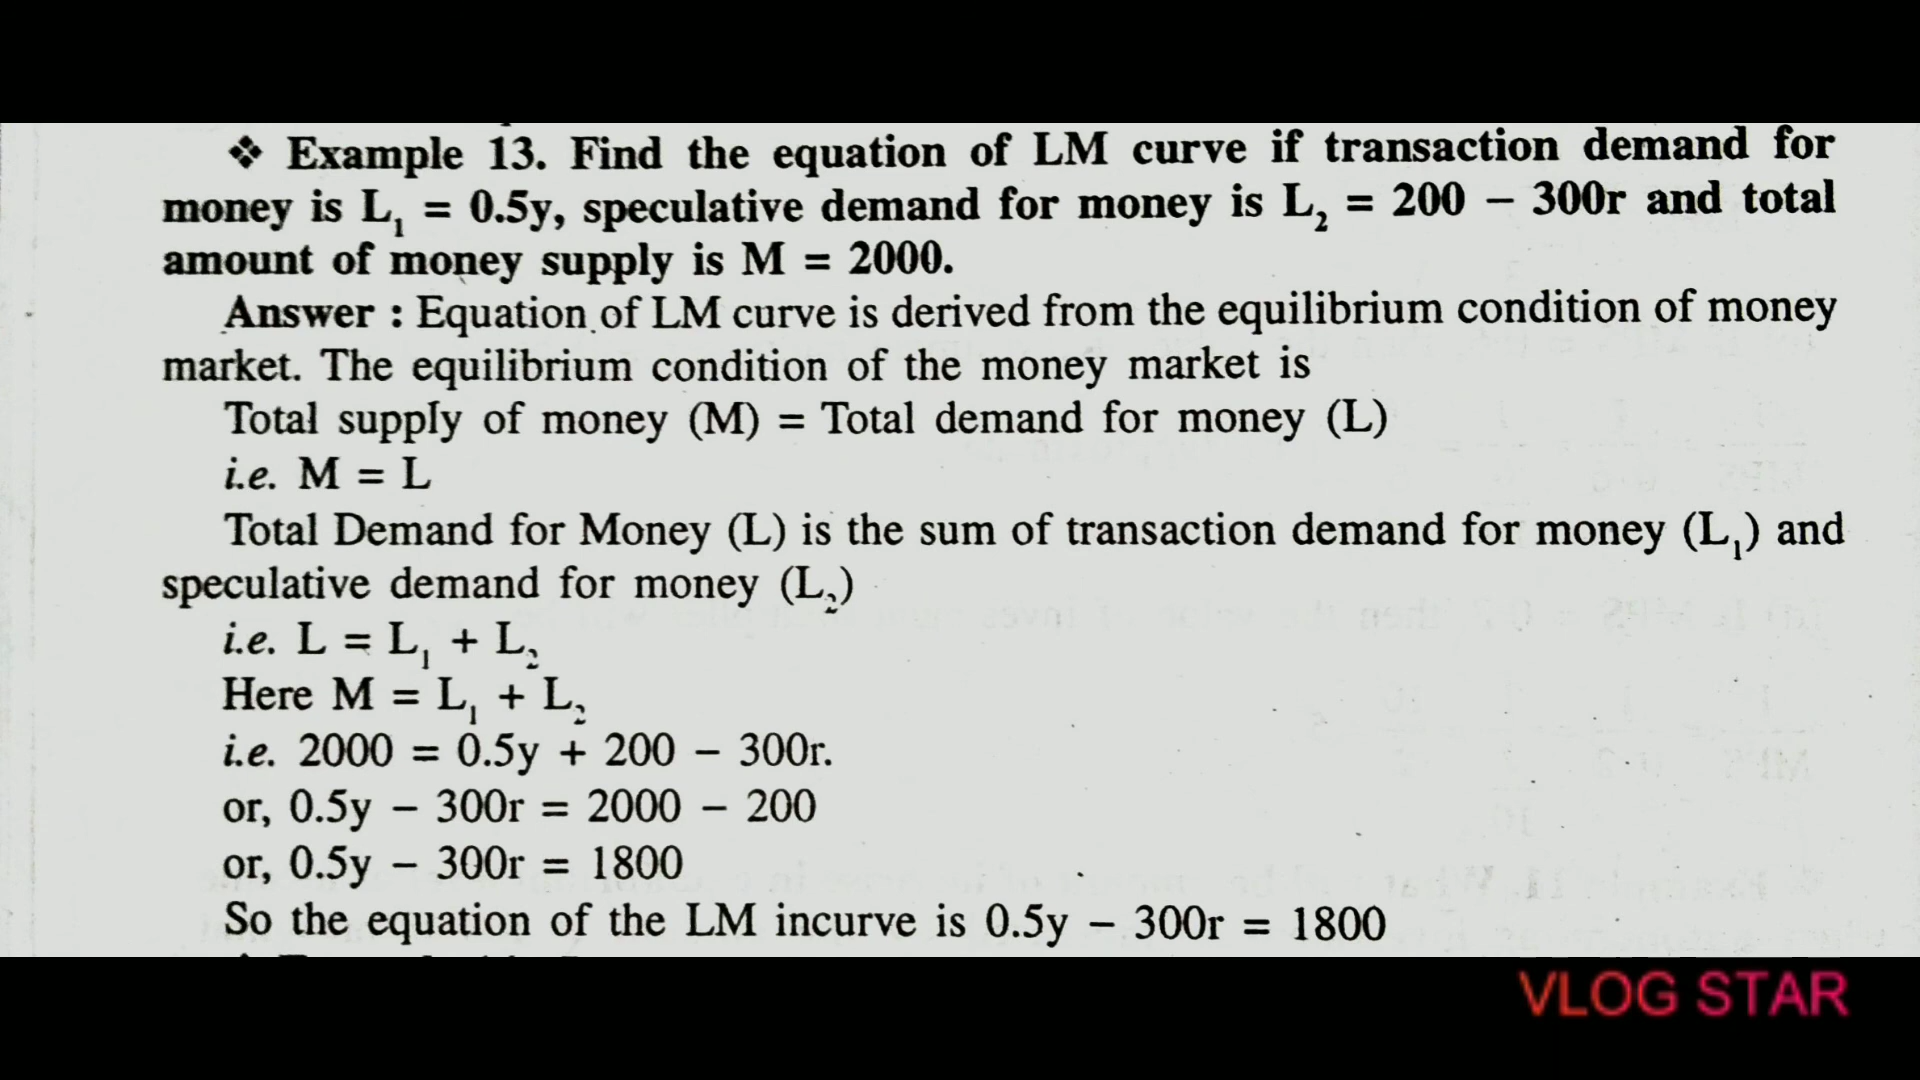 ❖ Example 13. Find the equation of LM curve if transaction demand for
money is L₁ = 0.5y, speculative demand for money is L₂ = 200 – 300r and total
amount of money supply is M = 2000.
Answer : Equation of LM curve is derived from the equilibrium condition of money
market. The equilibrium condition of the money market is
Total supply of money (M) = Total demand for money (L)
i.e. M = L
Total Demand for Money (L) is the sum of transaction demand for money (L₁) and
speculative demand for money (L₂)
i.e. L = L₁ + L₂
Here M = L₁ + L₂
i.e. 2000 = 0.5y + 200 – 300r.
or, 0.5y – 300r = 2000 – 200
or, 0.5y – 300r = 1800
So the equation of the LM incurve is 0.5y – 300r = 1800
VLOG STAR